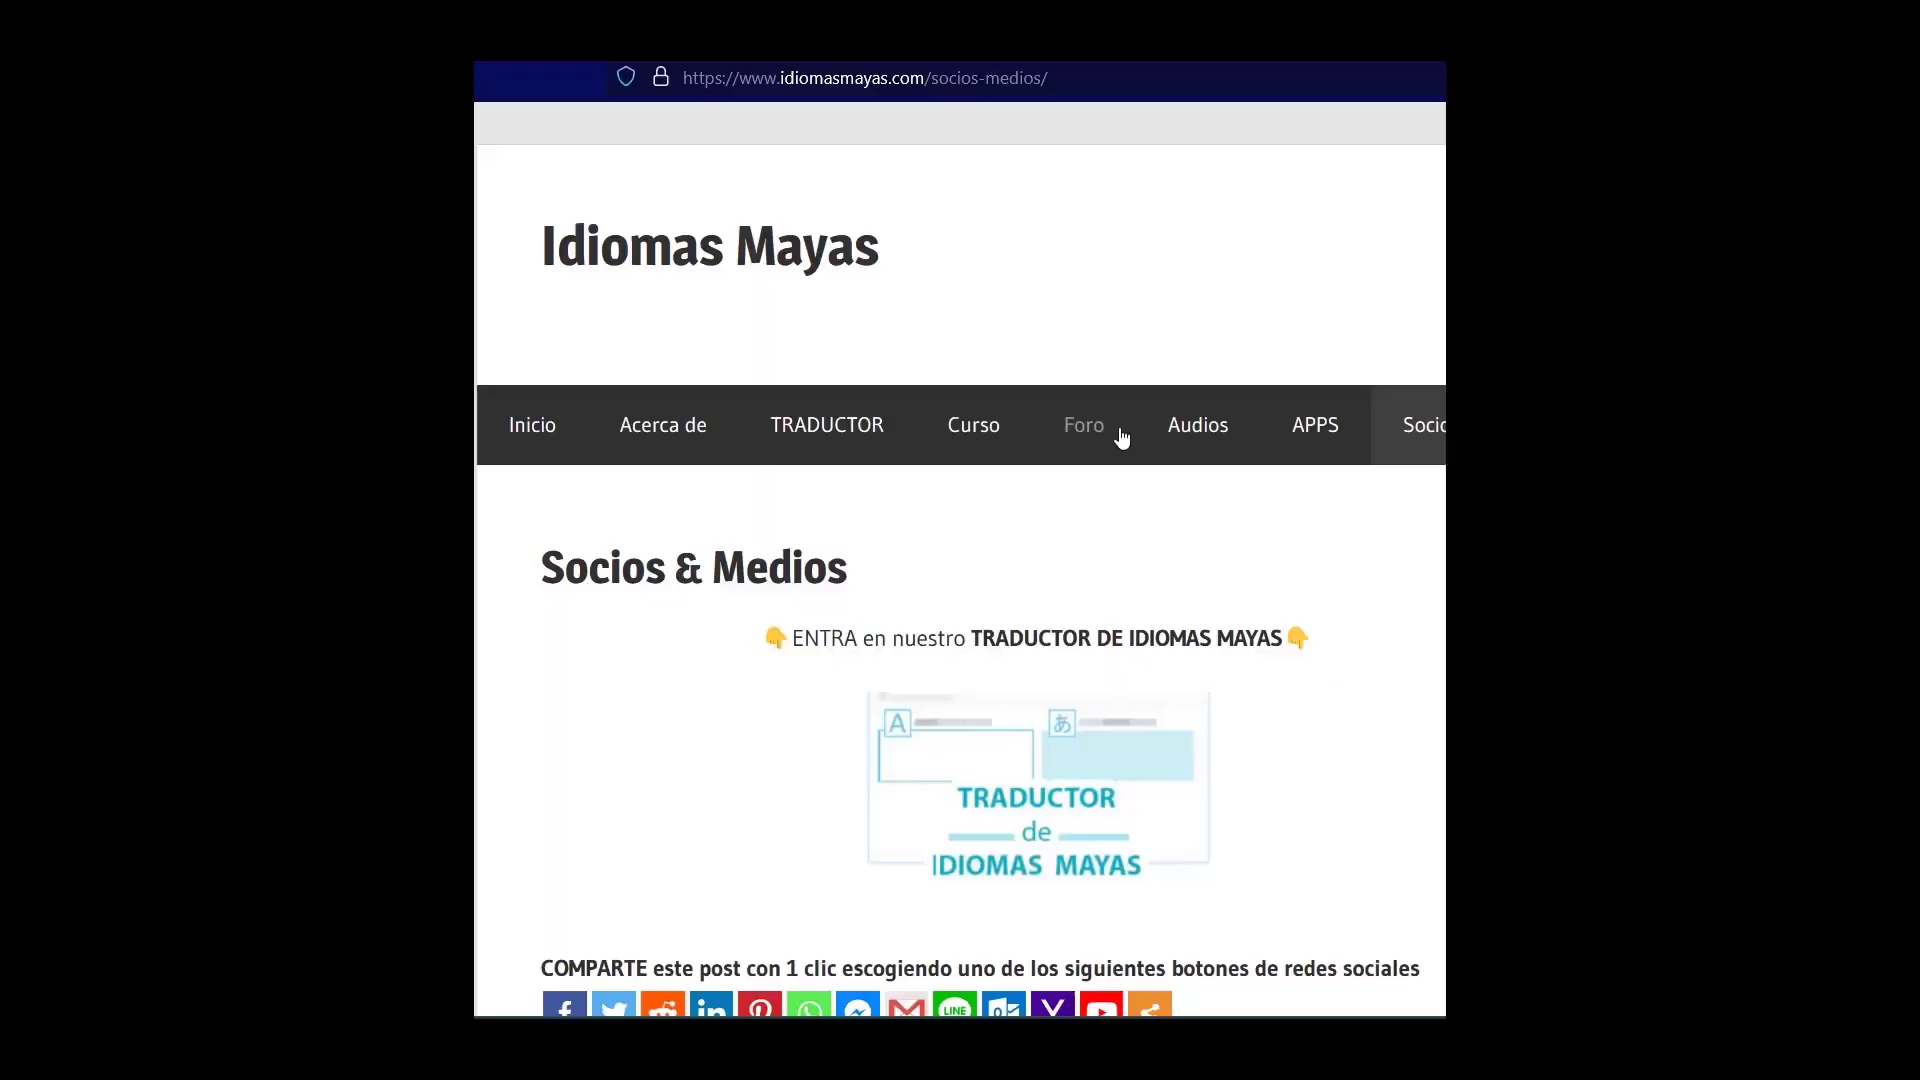 https://www.idiomasmayas.com/socios-medios/
Idiomas Mayas
Inicio Acerca de TRADUCTOR Curso Foro Audios APPS Socio
Socios & Medios
👇ENTRA en nuestro TRADUCTOR DE IDIOMAS MAYAS👇
A あ
TRADUCTOR
de
IDIOMAS MAYAS
COMPARTE este post con 1 clic escogiendo uno de los siguientes botones de redes sociales
LINE